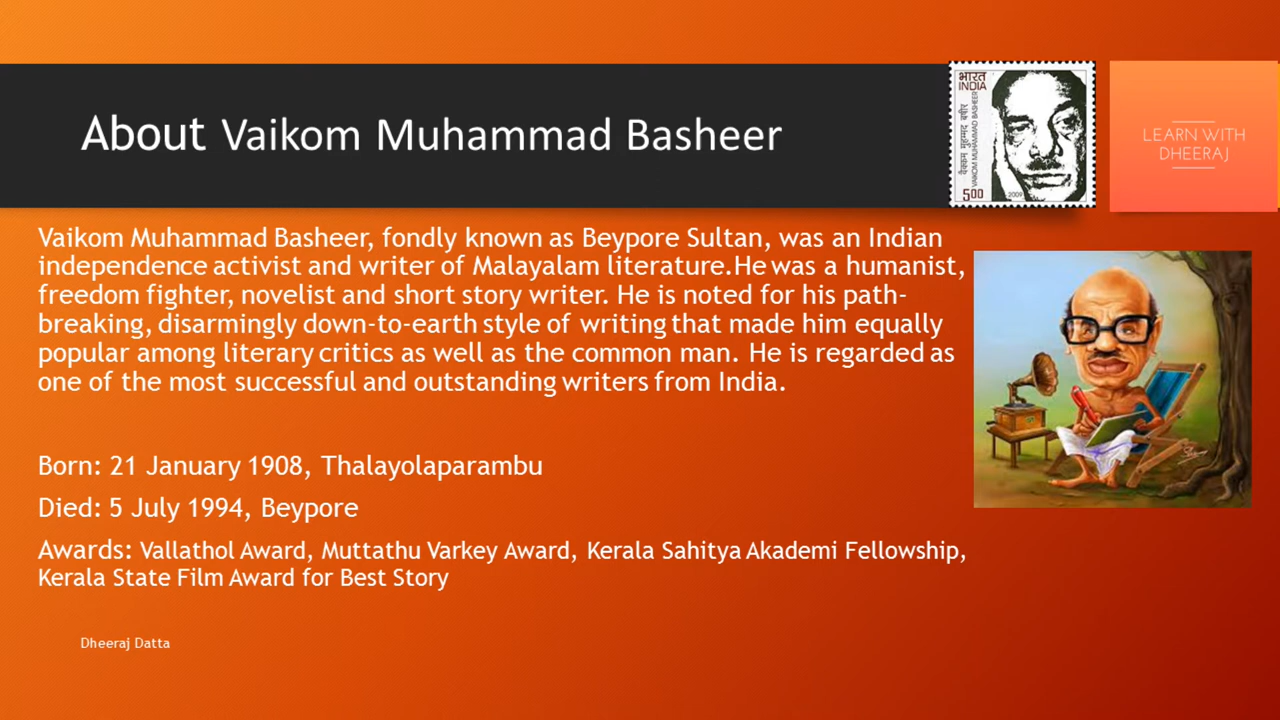 About Vaikom Muhammad Basheer
भारत
INDIA
VAIKOM MUHAMMAD BASHEER
5.00
2009
LEARN WITH
DHEERAJ
Vaikom Muhammad Basheer, fondly known as Beypore Sultan, was an Indian
independence activist and writer of Malayalam literature.He was a humanist,
freedom fighter, novelist and short story writer. He is noted for his path-
breaking, disarmingly down-to-earth style of writing that made him equally
popular among literary critics as well as the common man. He is regarded as
one of the most successful and outstanding writers from India.
Born: 21 January 1908, Thalayolaparambu
Died: 5 July 1994, Beypore
Awards: Vallathol Award, Muttathu Varkey Award, Kerala Sahitya Akademi Fellowship,
Kerala State Film Award for Best Story
Dheeraj Datta